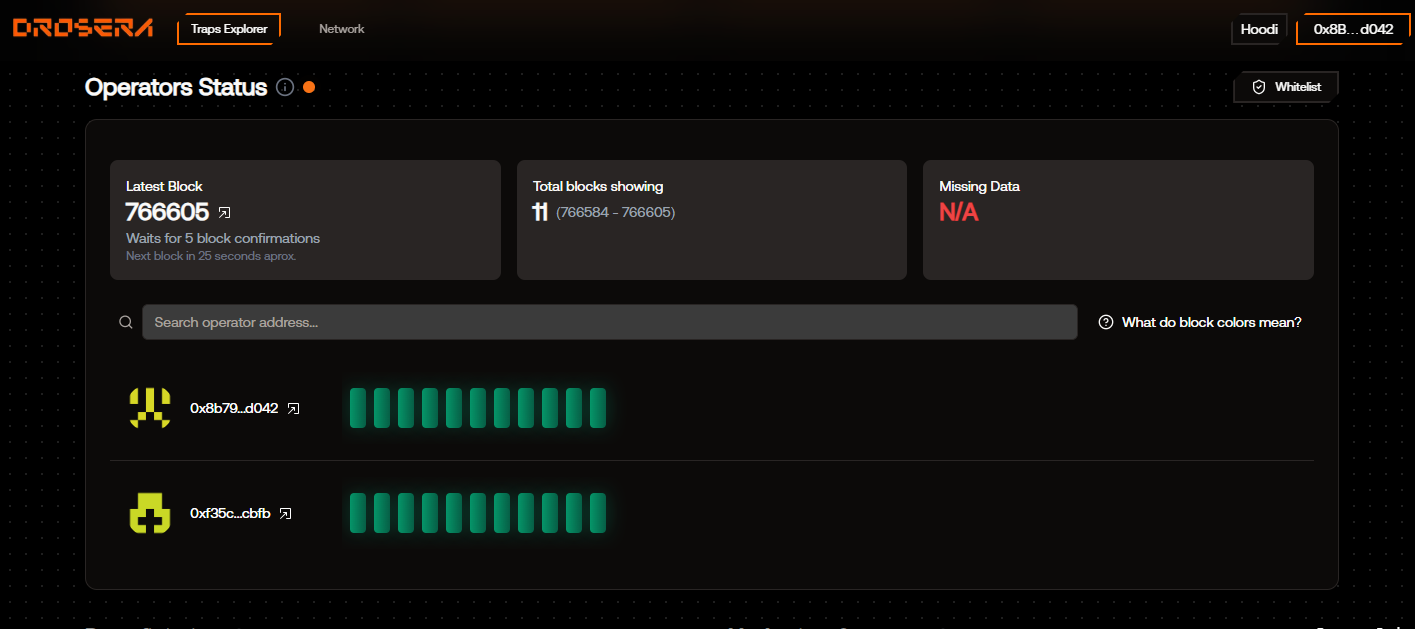 DROSERA
Traps Explorer
Network
Hoodi
0x8B...d042
Operators Status
Whitelist
Latest Block
766605
Waits for 5 block confirmations
Next block in 25 seconds aprox.
Total blocks showing
11 (766584 - 766605)
Missing Data
N/A
Search operator address...
What do block colors mean?
0x8b79...d042
0xf35c...cbfb